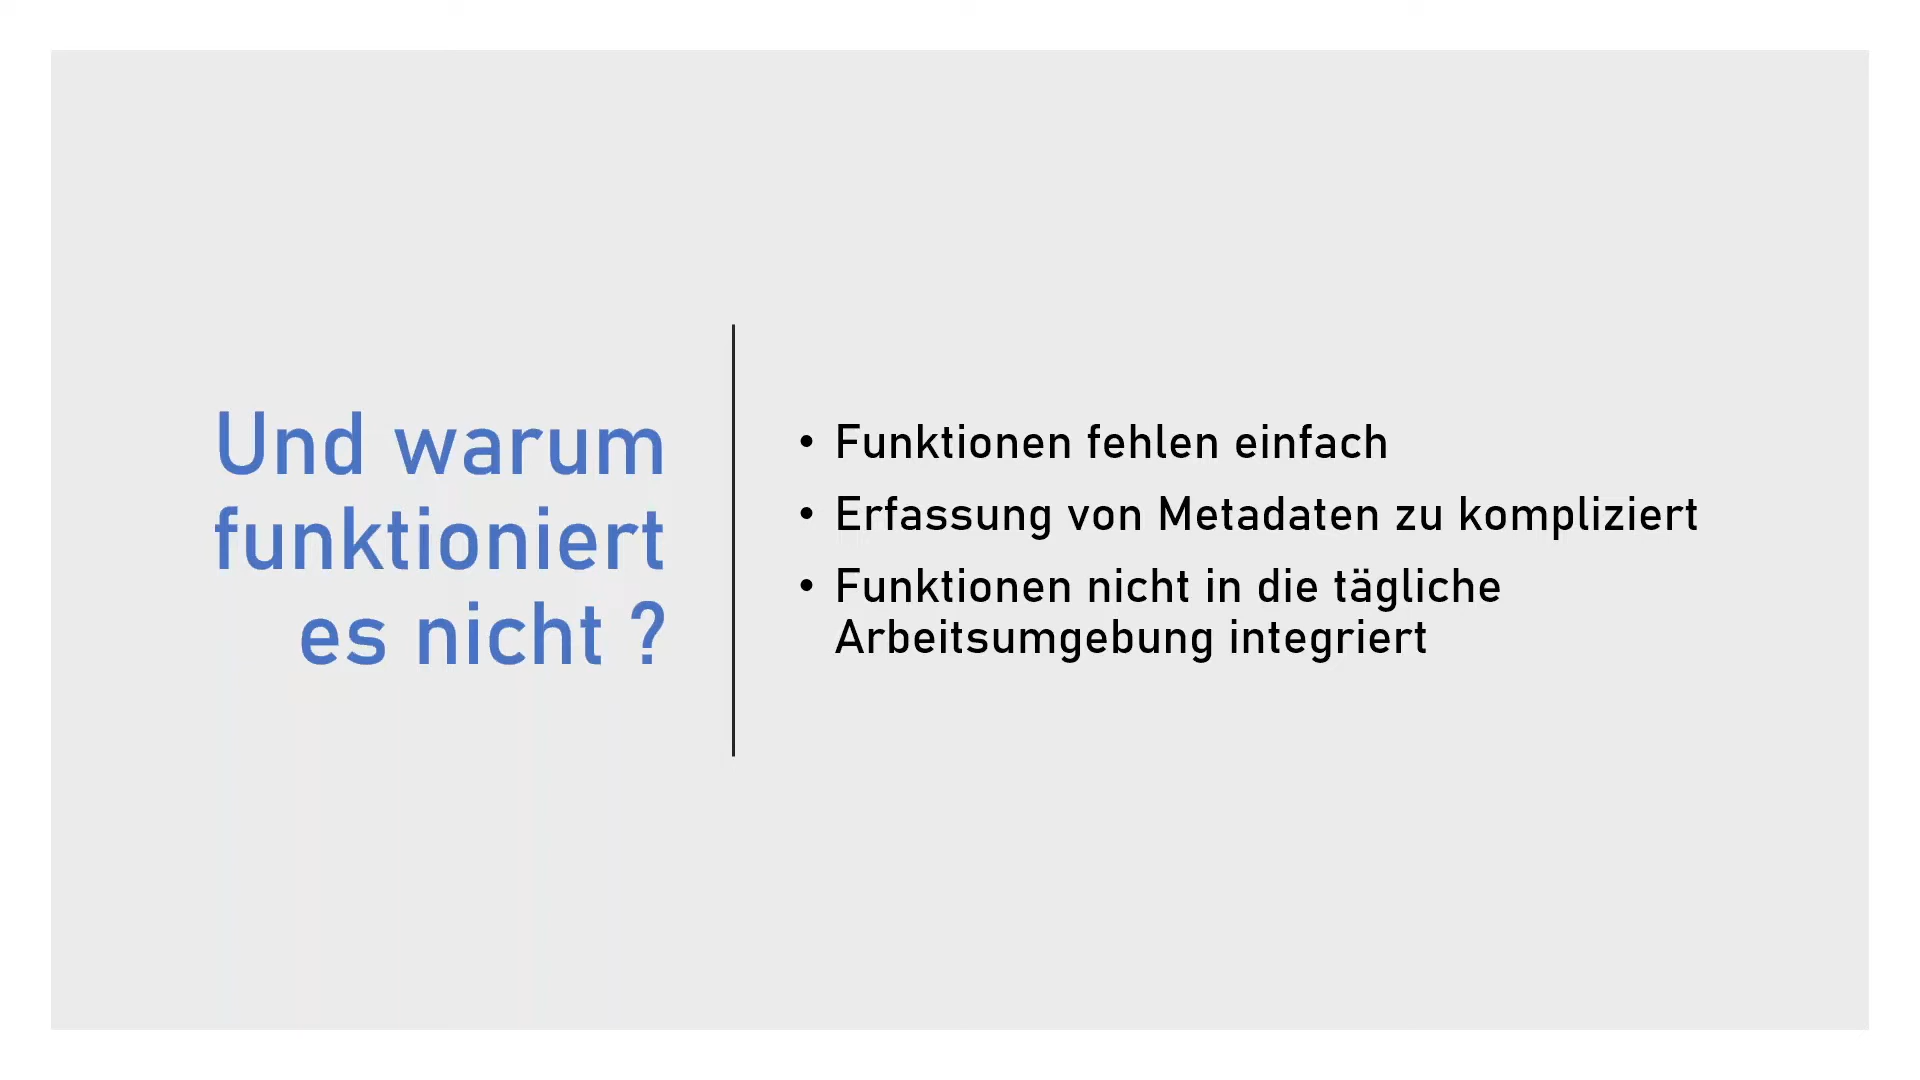 Und warum
funktioniert
es nicht ?
• Funktionen fehlen einfach
• Erfassung von Metadaten zu kompliziert
• Funktionen nicht in die tägliche
Arbeitsumgebung integriert